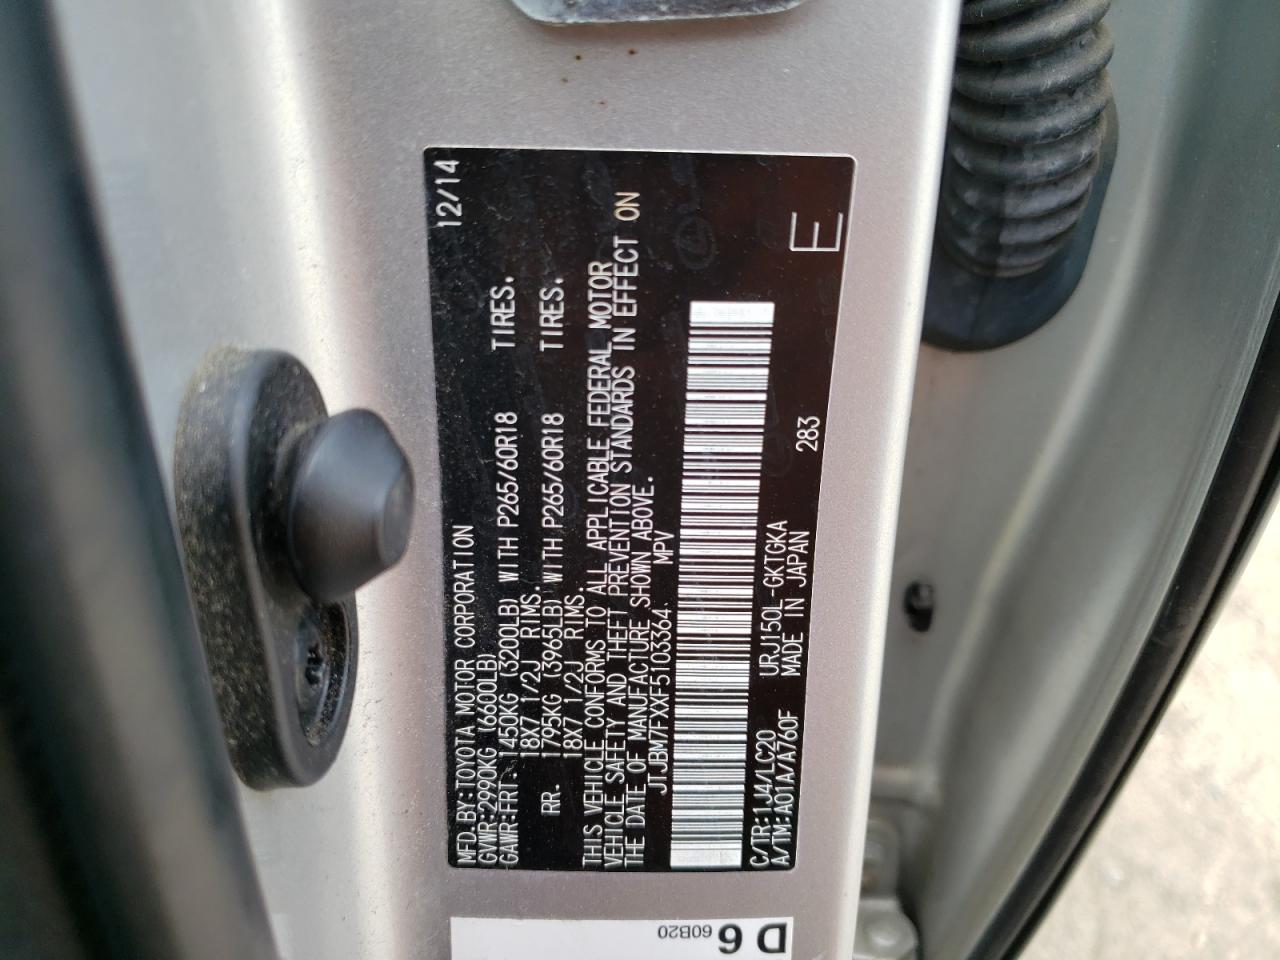 MFD.BY:TOYOTA MOTOR CORPORATION 12/14
GVWR:2990KG (6600LB)
GAWR:FRT. 1450KG (3200LB) WITH P265/60R18 TIRES.
18X7 1/2J RIMS.
RR. 1795KG (3965LB) WITH P265/60R18 TIRES.
18X7 1/2J RIMS.
THIS VEHICLE CONFORMS TO ALL APPLICABLE FEDERAL MOTOR
VEHICLE SAFETY AND THEFT PREVENTION STANDARDS IN EFFECT ON
THE DATE OF MANUFACTURE SHOWN ABOVE.
JTJBM7FXXF5103364 MPV
C/TR:1J4/LC20 URJ150L-GKTGKA
A/TM:A01A/A760F MADE IN JAPAN 283 E
D 6
60B20